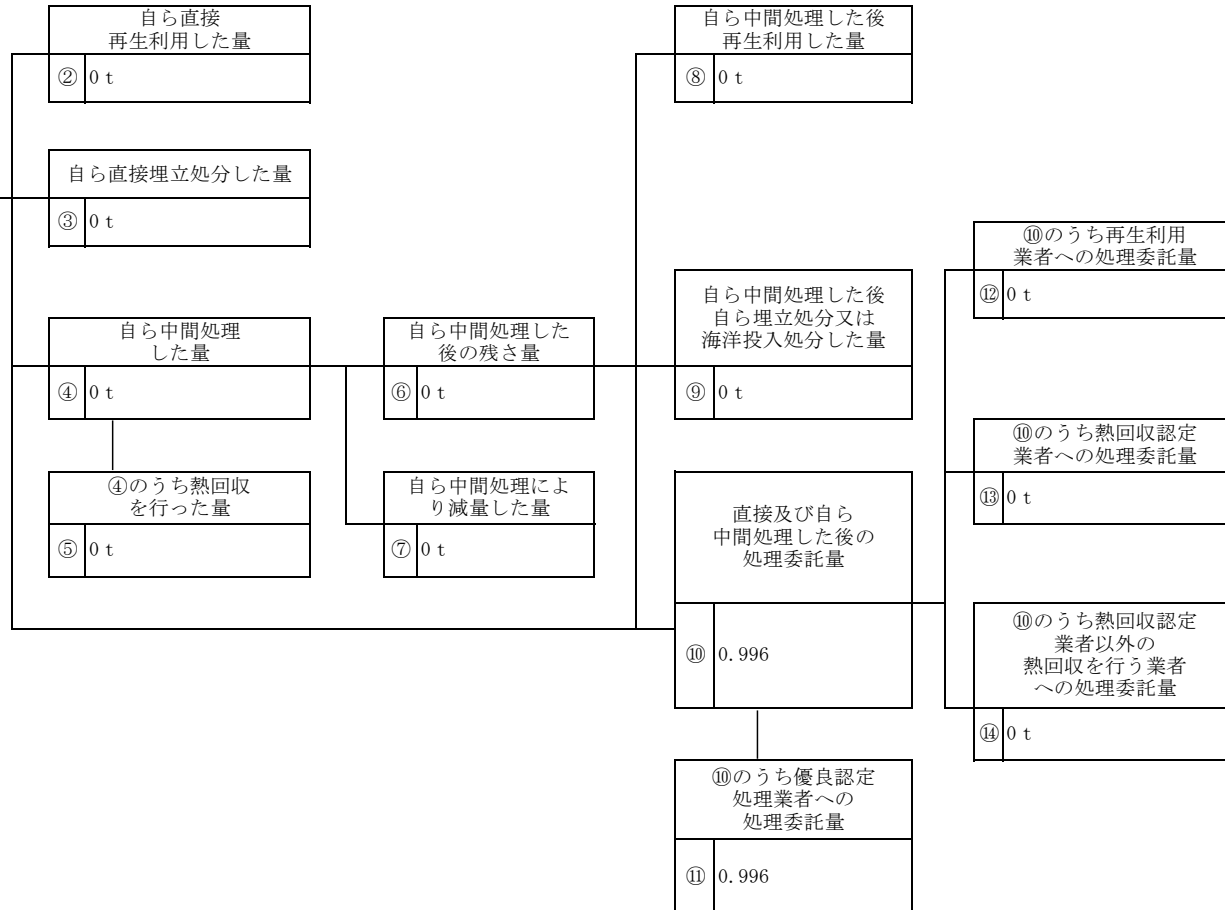 自ら直接
再生利用した量
② 0 t
自ら直接埋立処分した量
③ 0 t
自ら中間処理
した量
④ 0 t
④のうち熱回収
を行った量
⑤ 0 t
自ら中間処理した
後の残さ量
⑥ 0 t
自ら中間処理によ
り減量した量
⑦ 0 t
自ら中間処理した後
再生利用した量
⑧ 0 t
自ら中間処理した後
自ら埋立処分又は
海洋投入処分した量
⑨ 0 t
直接及び自ら
中間処理した後の
処理委託量
⑩ 0.996
⑩のうち優良認定
処理業者への
処理委託量
⑪ 0.996
⑩のうち再生利用
業者への処理委託量
⑫ 0 t
⑩のうち熱回収認定
業者への処理委託量
⑬ 0 t
⑩のうち熱回収認定
業者以外の
熱回収を行う業者
への処理委託量
⑭ 0 t